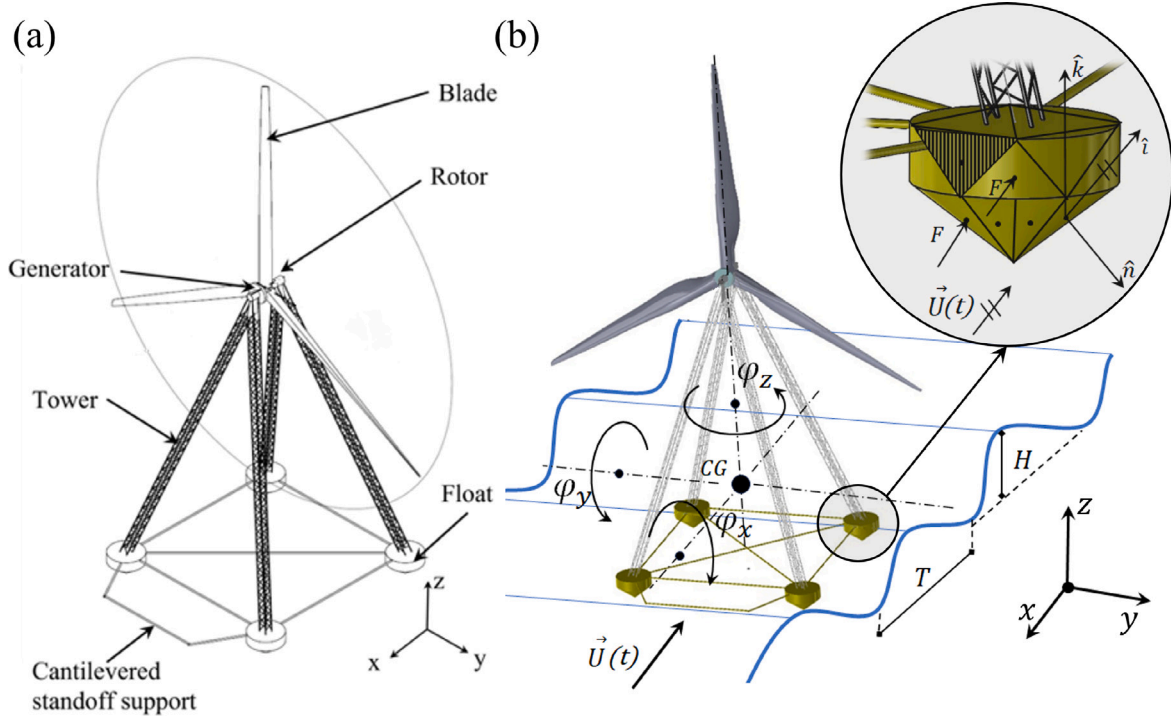 (a)
Blade
Rotor
Generator
Tower
Float
Cantilevered
standoff support
z
x
y
(b)
k̂
î
F
F
n̂
U⃗(t)
φz
CG
H
φy
φx
T
z
x
y
U⃗(t)